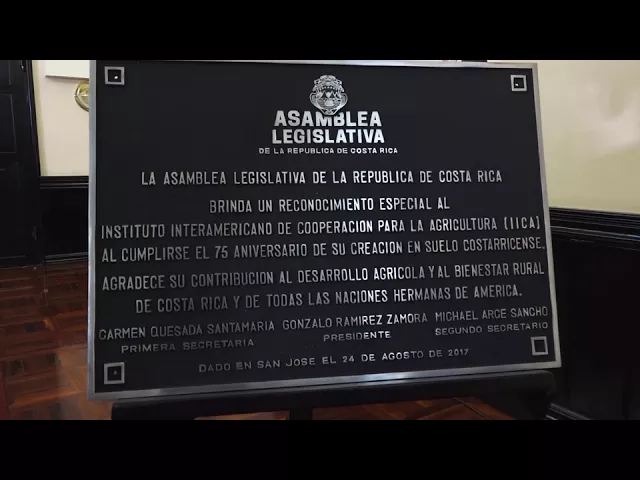 ASAMBLEA
LEGISLATIVA
DE LA REPUBLICA DE COSTA RICA
LA ASAMBLEA LEGISLATIVA DE LA REPUBLICA DE COSTA RICA
BRINDA UN RECONOCIMIENTO ESPECIAL AL
INSTITUTO INTERAMERICANO DE COOPERACION PARA LA AGRICULTURA (IICA)
AL CUMPLIRSE EL 75 ANIVERSARIO DE SU CREACION EN SUELO COSTARRICENSE.
AGRADECE SU CONTRIBUCION AL DESARROLLO AGRICOLA Y AL BIENESTAR RURAL
DE COSTA RICA Y DE TODAS LAS NACIONES HERMANAS DE AMERICA.
CARMEN QUESADA SANTAMARIA GONZALO RAMIREZ ZAMORA MICHAEL ARCE SANCHO
PRIMERA SECRETARIA PRESIDENTE SEGUNDO SECRETARIO
DADO EN SAN JOSE EL 24 DE AGOSTO DE 2017